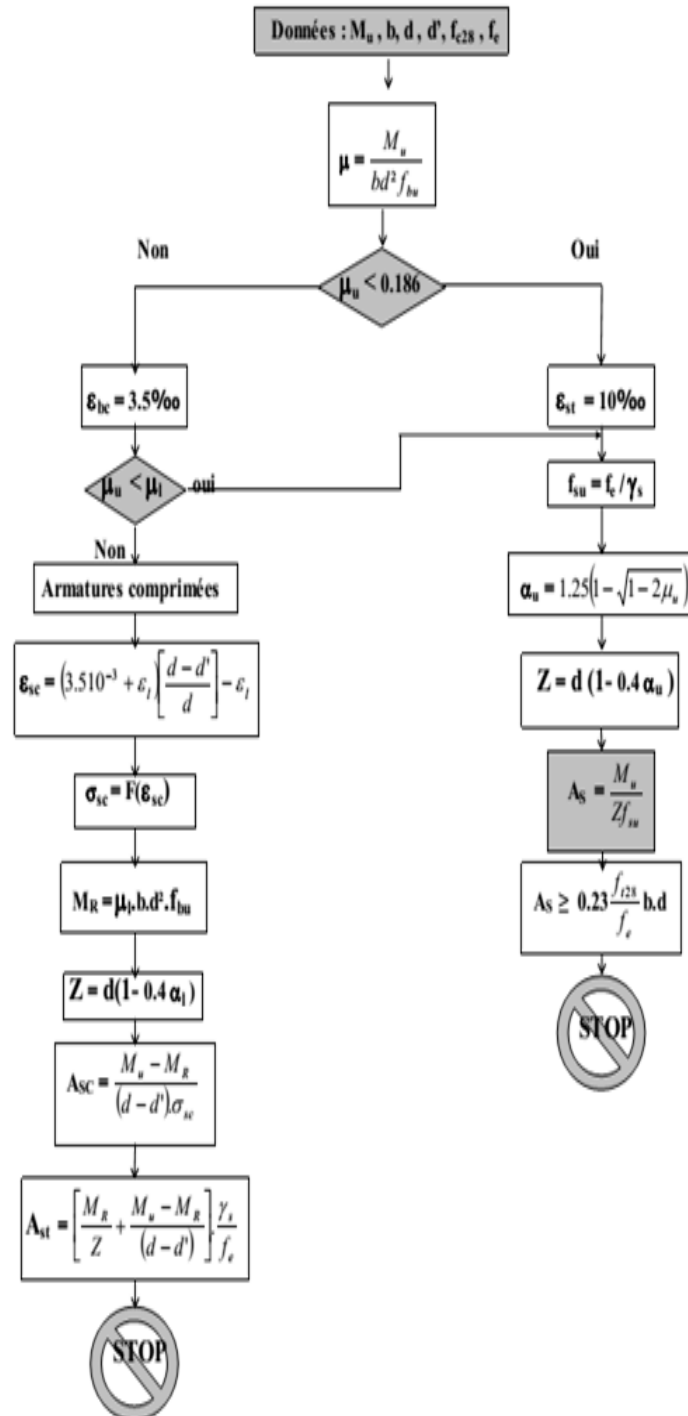 Données : Mu , b, d , d', fc28 , fe
μ = Mu / bd² fbu
Non
Oui
μu < 0.186
εbc = 3.5‰
εst = 10‰
μu < μl
oui
fsu = fe / γs
Non
Armatures comprimées
αu = 1.25(1 − √(1 − 2μu))
εsc = (3.510⁻³ + εl)[(d − d') / d] − εl
Z = d (1- 0.4 αu)
σsc = F(εsc)
AS = Mu / Zfsu
MR = μl.b.d².fbu
AS ≥ 0.23 ft28 / fe b.d
Z = d(1- 0.4 αl)
STOP
ASC = (Mu − MR) / (d − d').σsc
Ast = [MR / Z + (Mu − MR) / (d − d')].γs / fe
STOP